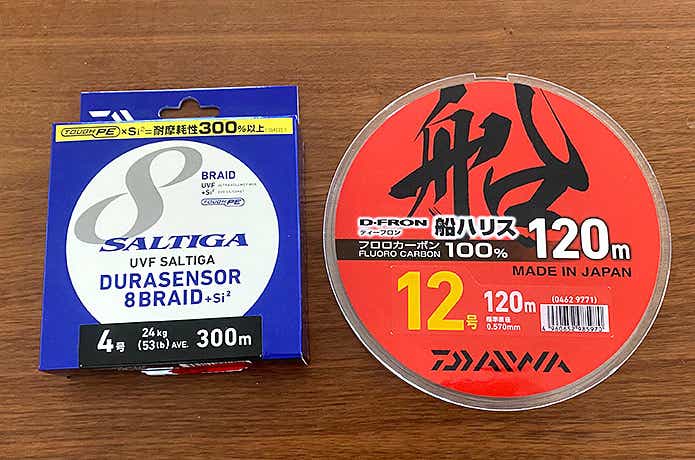 TOUGH PE × Si²=耐摩耗性300%以上
8
BRAID
UVF
+Si²
TOUGH PE
SALTIGA
UVF SALTIGA
DURASENSOR
8BRAID+Si²
4号
24kg
(53lb)AVE.
300m
船
D-FRON 船ハリス
ディーフロン
フロロカーボン
FLUORO CARBON
100%
120m
MADE IN JAPAN
12号
120m
標準直径
0.570mm
(0462 9771)
DAIWA